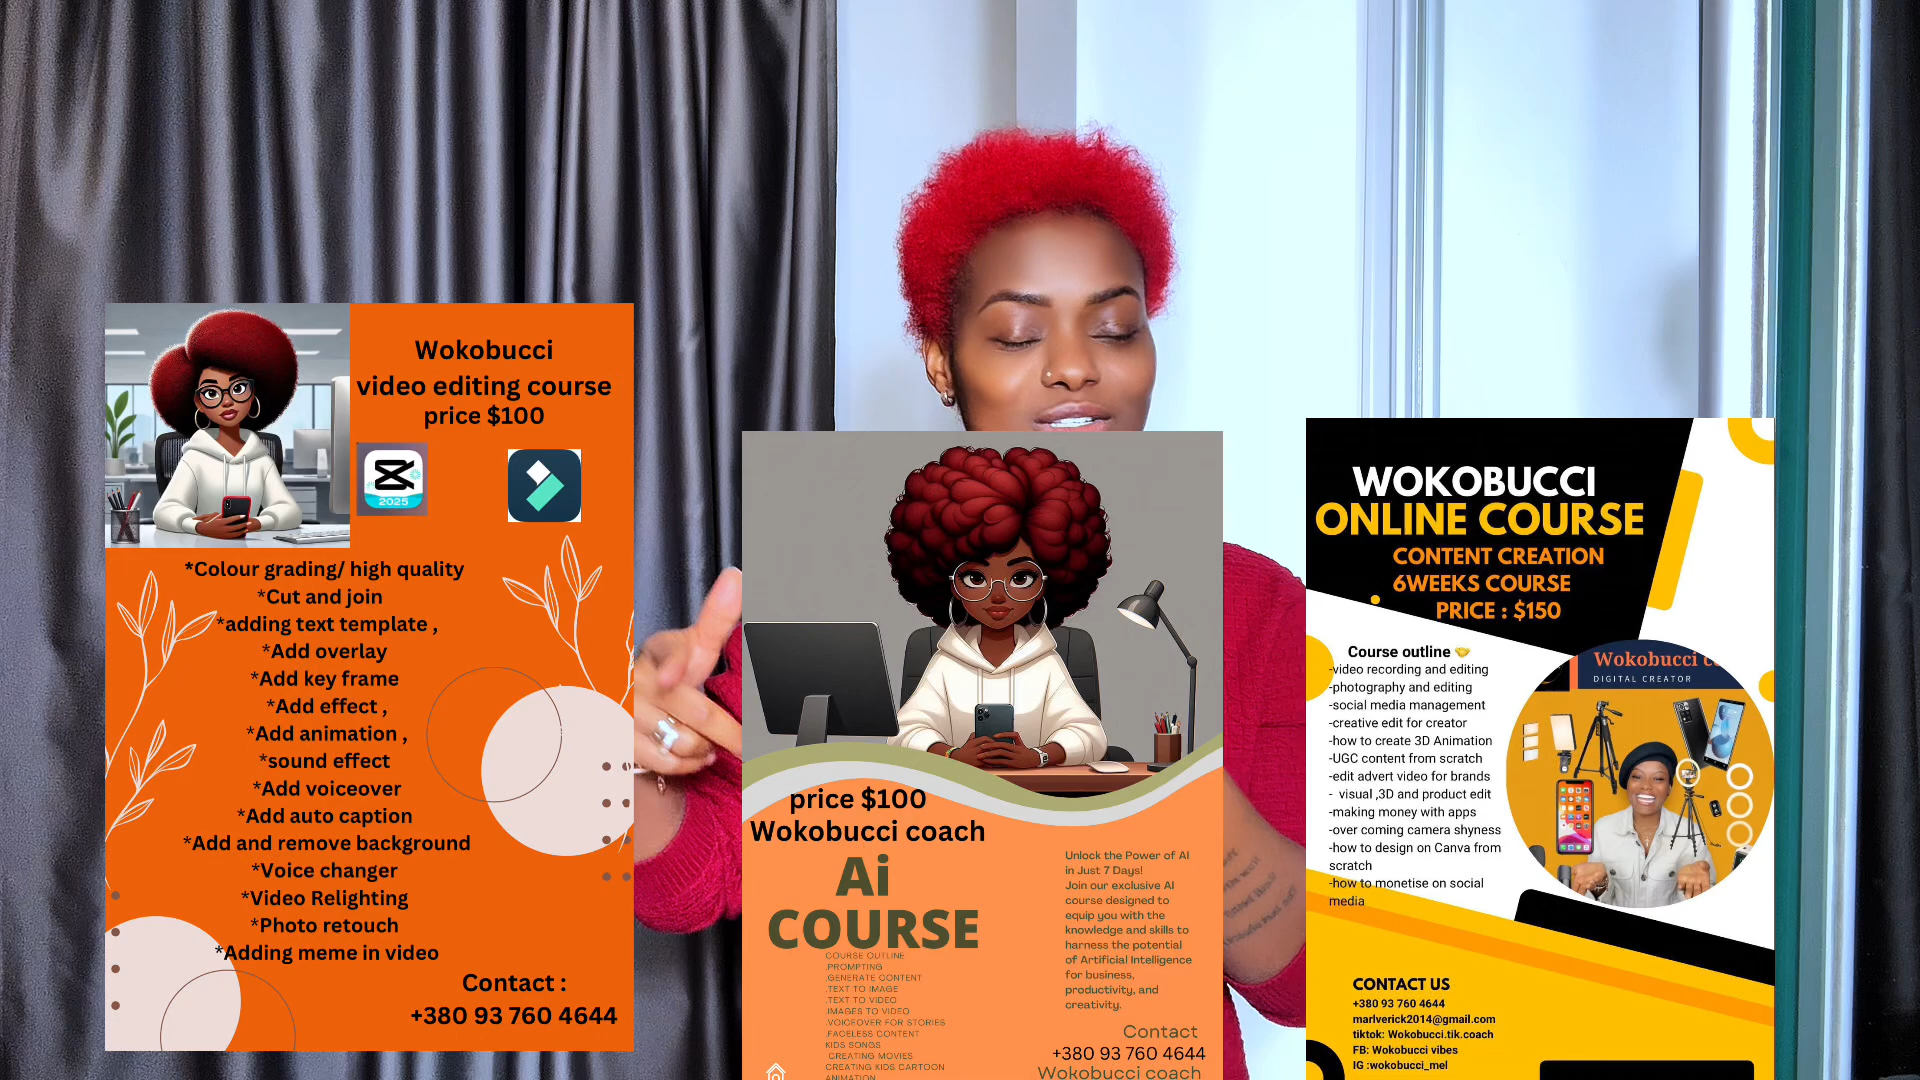 Wokobucci
video editing course
price $100
2025
*Colour grading/ high quality
*Cut and join
*adding text template ,
*Add overlay
*Add key frame
*Add effect ,
*Add animation ,
*sound effect
*Add voiceover
*Add auto caption
*Add and remove background
*Voice changer
*Video Relighting
*Photo retouch
*Adding meme in video
Contact :
+380 93 760 4644
price $100
Wokobucci coach
Ai
COURSE
COURSE OUTLINE
.PROMPTING
.GENERATE CONTENT
.TEXT TO IMAGE
.TEXT TO VIDEO
.IMAGES TO VIDEO
.VOICEOVER FOR STORIES
.FACELESS CONTENT
KIDS SONGS
CREATING MOVIES
CREATING KIDS CARTOON
ANIMATION
Unlock the Power of AI
in Just 7 Days!
Join our exclusive AI
course designed to
equip you with the
knowledge and skills to
harness the potential
of Artificial Intelligence
for business,
productivity, and
creativity.
Contact
+380 93 760 4644
Wokobucci coach
WOKOBUCCI
ONLINE COURSE
CONTENT CREATION
6WEEKS COURSE
PRICE : $150
Course outline 🤝
-video recording and editing
-photography and editing
-social media management
-creative edit for creator
-how to create 3D Animation
-UGC content from scratch
-edit advert video for brands
- visual ,3D and product edit
-making money with apps
-over coming camera shyness
-how to design on Canva from
scratch
-how to monetise on social
media
Wokobucci
DIGITAL CREATOR
CONTACT US
+380 93 760 4644
marlverick2014@gmail.com
tiktok: Wokobucci.tik.coach
FB: Wokobucci vibes
IG :wokobucci_mel